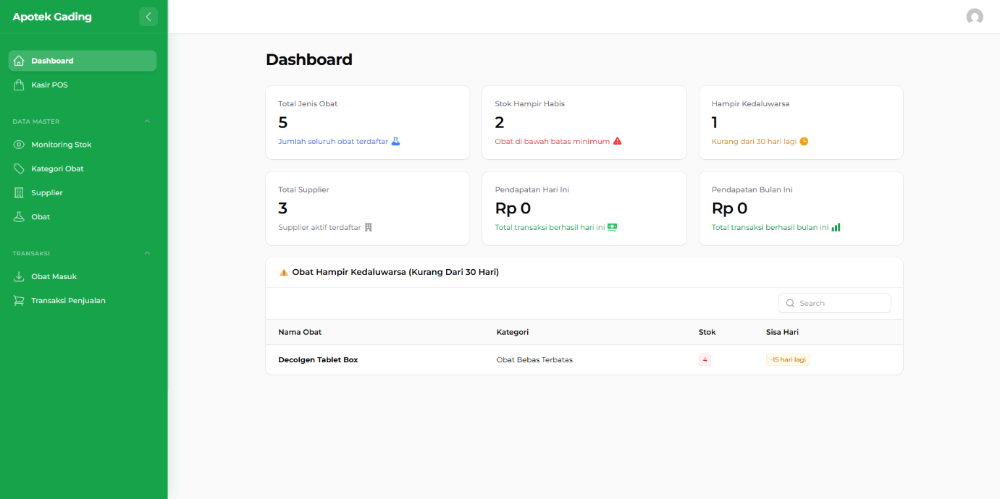 Apotek Gading
Dashboard
Kasir POS
DATA MASTER
Monitoring Stok
Kategori Obat
Supplier
Obat
TRANSAKSI
Obat Masuk
Transaksi Penjualan
Dashboard
Total Jenis Obat
5
Jumlah seluruh obat terdaftar
Stok Hampir Habis
2
Obat di bawah batas minimum
Hampir Kedaluwarsa
1
Kurang dari 30 hari lagi
Total Supplier
3
Supplier aktif terdaftar
Pendapatan Hari Ini
Rp 0
Total transaksi berhasil hari ini
Pendapatan Bulan Ini
Rp 0
Total transaksi berhasil bulan ini
Obat Hampir Kedaluwarsa (Kurang Dari 30 Hari)
Search
Nama Obat Kategori Stok Sisa Hari
Decolgen Tablet Box Obat Bebas Terbatas 4 -15 hari lagi